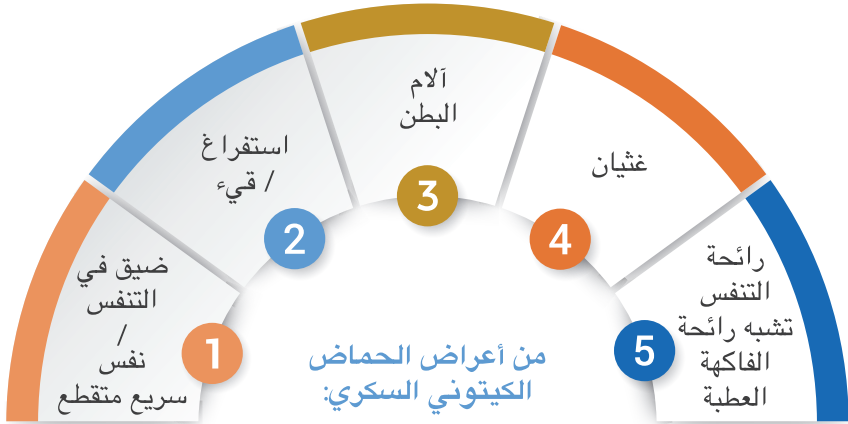 من أعراض الحماض
الكيتوني السكري:
1
ضيق في
التنفس
/
نفس
سريع متقطع
2
استفراغ
/ قيء
3
آلام
البطن
4
غثيان
5
رائحة
التنفس
تشبه رائحة
الفاكهة
العطبة